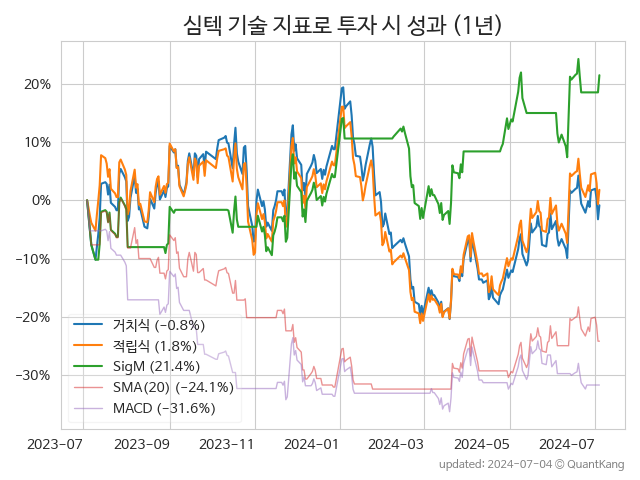 심텍 기술 지표로 투자 시 성과 (1년)
20%
10%
0%
−10%
−20%
−30%
거치식 (−0.8%)
적립식 (1.8%)
SigM (21.4%)
SMA(20) (−24.1%)
MACD (−31.6%)
2023-07
2023-09
2023-11
2024-01
2024-03
2024-05
2024-07
updated: 2024-07-04 © QuantKang